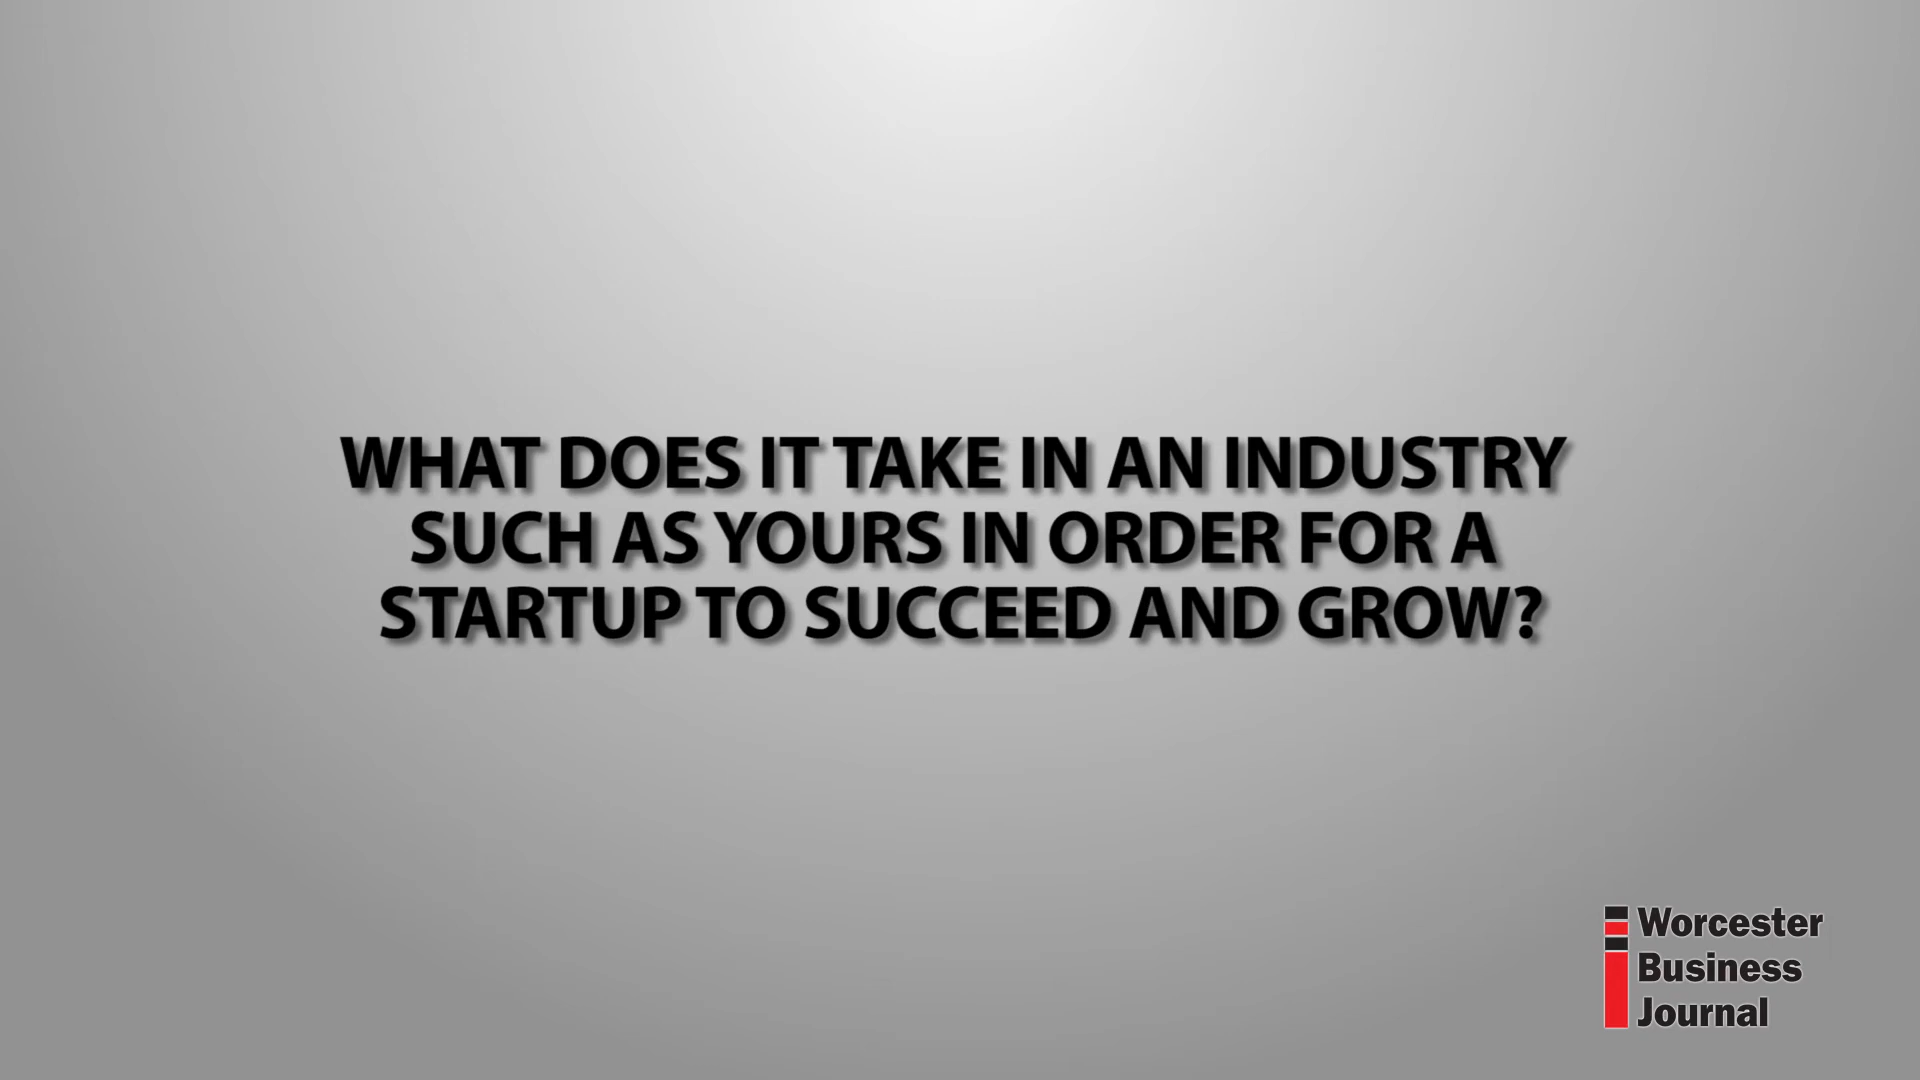 WHAT DOES IT TAKE IN AN INDUSTRY
SUCH AS YOURS IN ORDER FOR A
STARTUP TO SUCCEED AND GROW?
Worcester
Business
Journal